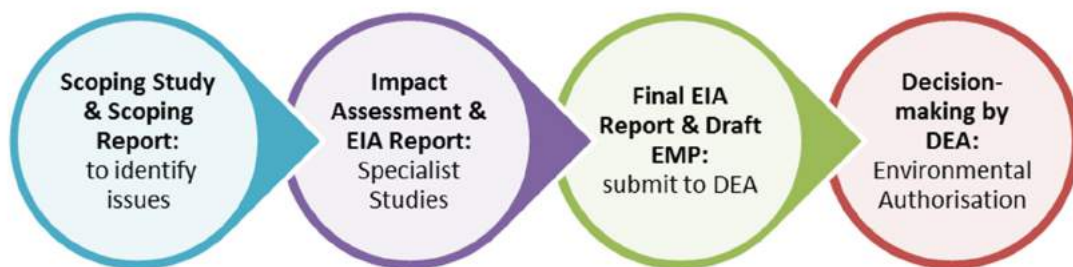 Scoping Study
& Scoping
Report:
to identify
issues
Impact
Assessment &
EIA Report:
Specialist
Studies
Final EIA
Report & Draft
EMP:
submit to DEA
Decision-
making by
DEA:
Environmental
Authorisation